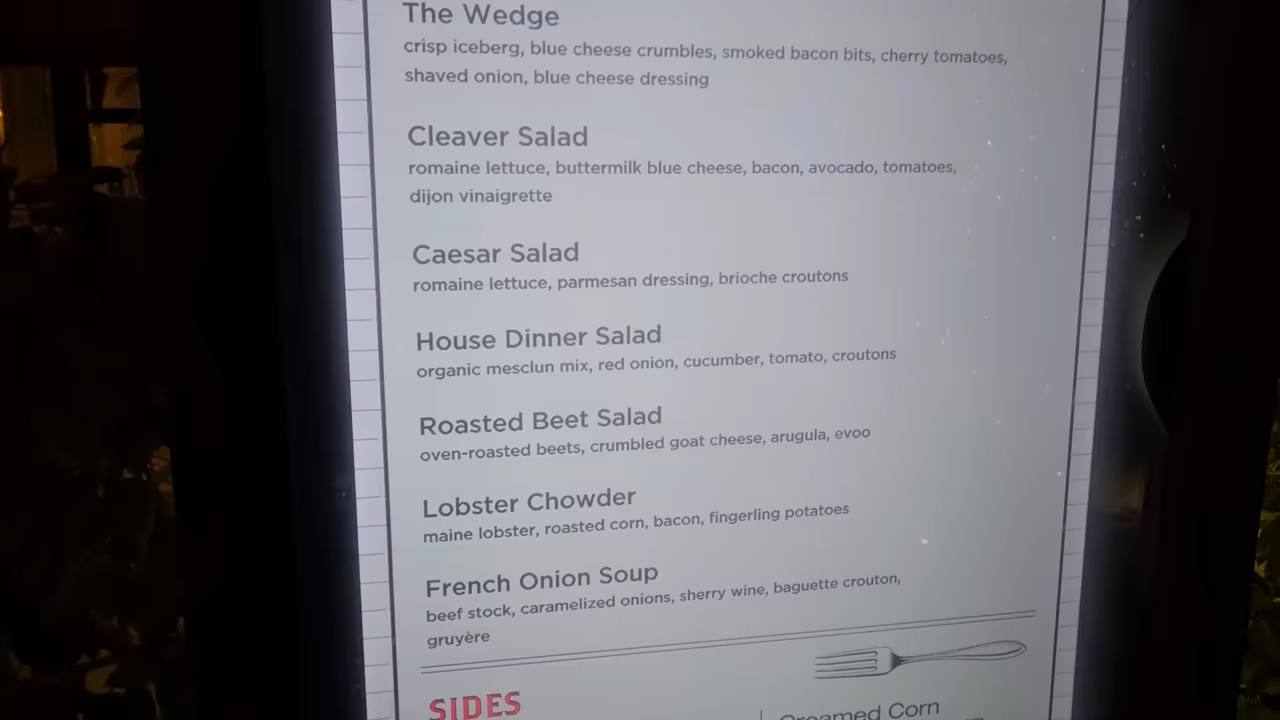 The Wedge
crisp iceberg, blue cheese crumbles, smoked bacon bits, cherry tomatoes,
shaved onion, blue cheese dressing
Cleaver Salad
romaine lettuce, buttermilk blue cheese, bacon, avocado, tomatoes,
dijon vinaigrette
Caesar Salad
romaine lettuce, parmesan dressing, brioche croutons
House Dinner Salad
organic mesclun mix, red onion, cucumber, tomato, croutons
Roasted Beet Salad
oven-roasted beets, crumbled goat cheese, arugula, evoo
Lobster Chowder
maine lobster, roasted corn, bacon, fingerling potatoes
French Onion Soup
beef stock, caramelized onions, sherry wine, baguette crouton,
gruyère
SIDES
Creamed Corn